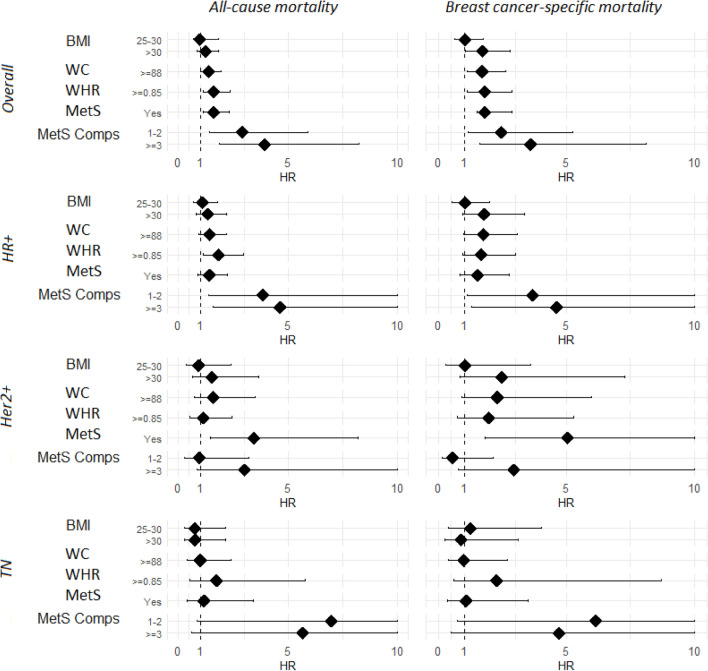 All-cause mortality Breast cancer-specific mortality
Overall
BMI 25-30
>30
WC >=88
WHR >=0.85
MetS Yes
MetS Comps 1-2
>=3
0 1 5 10 0 1 5 10
HR HR
HR+
BMI 25-30
>30
WC >=88
WHR >=0.85
MetS Yes
MetS Comps 1-2
>=3
0 1 5 10 0 1 5 10
HR HR
Her2+
BMI 25-30
>30
WC >=88
WHR >=0.85
MetS Yes
MetS Comps 1-2
>=3
0 1 5 10 0 1 5 10
HR HR
TN
BMI 25-30
>30
WC >=88
WHR >=0.85
MetS Yes
MetS Comps 1-2
>=3
0 1 5 10 0 1 5 10
HR HR